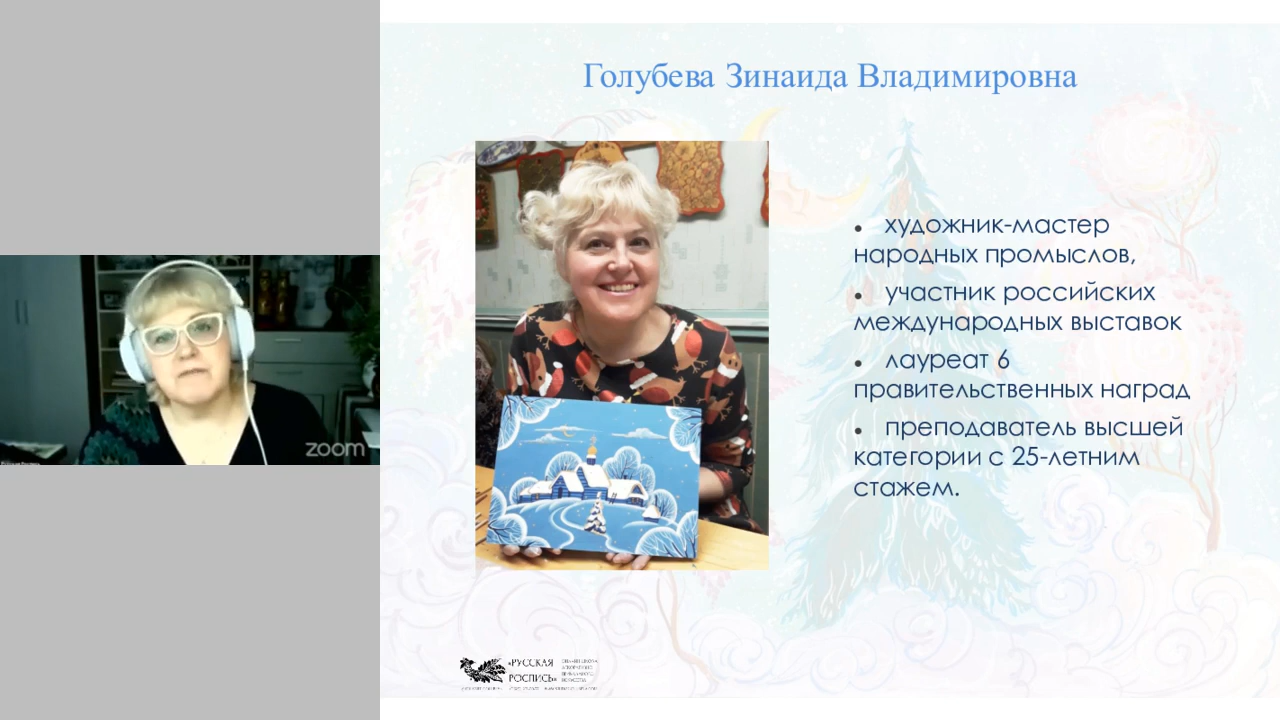 Голубева Зинаида Владимировна
• художник-мастер
народных промыслов,
• участник российских
международных выставок
• лауреат 6
правительственных наград
• преподаватель высшей
категории с 25-летним
стажем.
zoom
«РУССКАЯ
РОСПИСЬ»